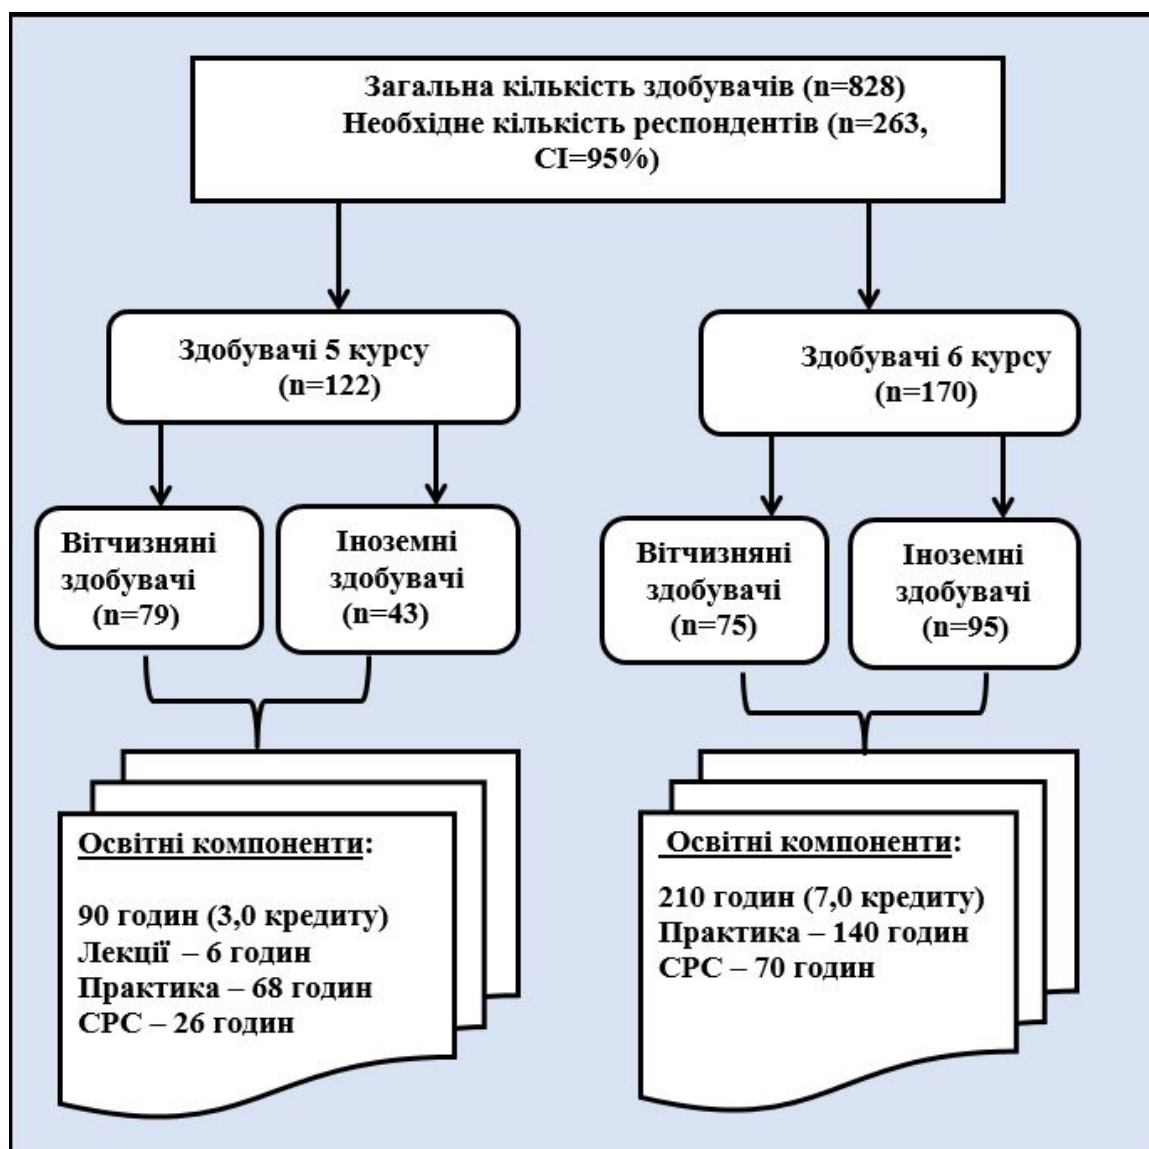 Загальна кількість здобувачів (n=828)
Необхідне кількість респондентів (n=263,
CI=95%)
Здобувачі 5 курсу
(n=122)
Здобувачі 6 курсу
(n=170)
Вітчизняні
здобувачі
(n=79)
Іноземні
здобувачі
(n=43)
Вітчизняні
здобувачі
(n=75)
Іноземні
здобувачі
(n=95)
Освітні компоненти:
90 годин (3,0 кредиту)
Лекції – 6 годин
Практика – 68 годин
СРС – 26 годин
Освітні компоненти:
210 годин (7,0 кредиту)
Практика – 140 годин
СРС – 70 годин